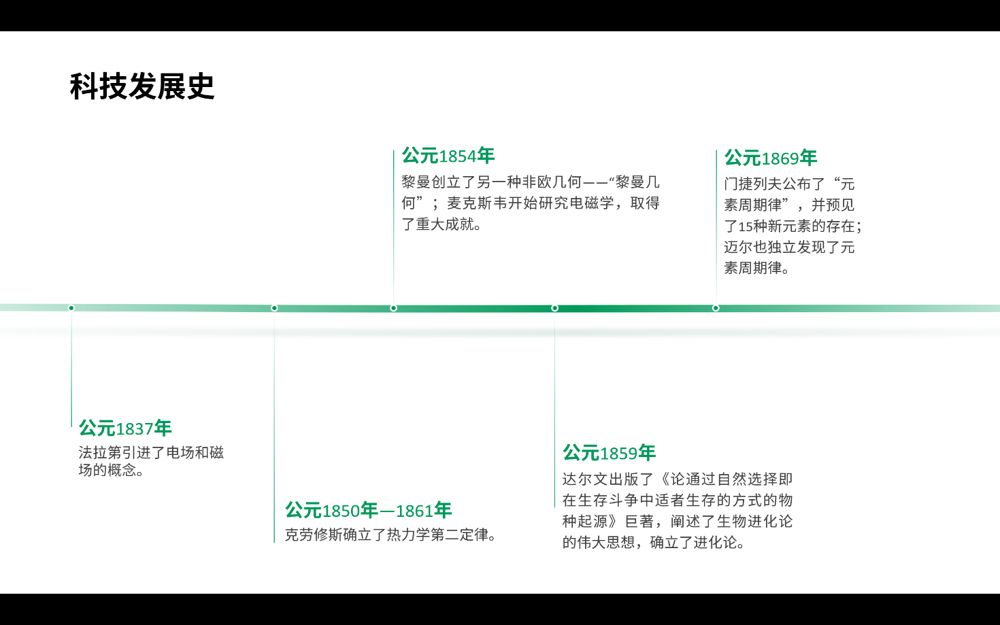 科技发展史
公元1854年
黎曼创立了另一种非欧几何——“黎曼几
何”；麦克斯韦开始研究电磁学，取得
了重大成就。
公元1869年
门捷列夫公布了“元
素周期律”，并预见
了15种新元素的存在；
迈尔也独立发现了元
素周期律。
公元1837年
法拉第引进了电场和磁
场的概念。
公元1850年—1861年
克劳修斯确立了热力学第二定律。
公元1859年
达尔文出版了《论通过自然选择即
在生存斗争中适者生存的方式的物
种起源》巨著，阐述了生物进化论
的伟大思想，确立了进化论。